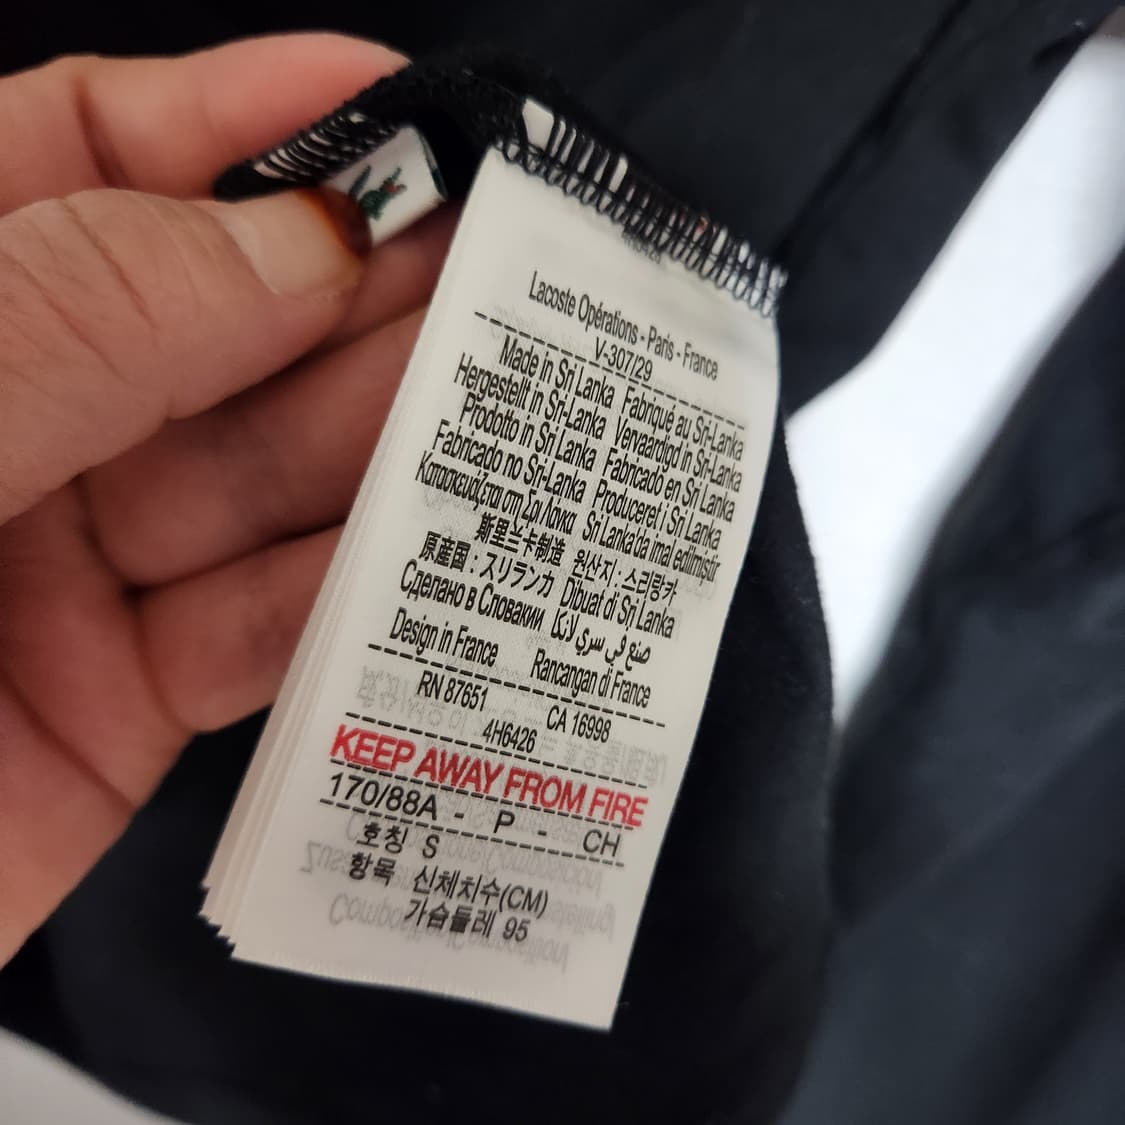 Lacoste Opérations - Paris - France
V-307/29
Made in Sri Lanka Fabriqué au Sri-Lanka
Hergestellt in Sri-Lanka Vervaardigd in Sri-Lanka
Prodotto in Sri Lanka Fabricado en Sri Lanka
Fabricado no Sri-Lanka Produceret i Sri Lanka
Κατασκευάζεται στη Σρι Λάνκα Sri Lanka'da imal edilmiştir
斯里兰卡制造 원산지 : 스리랑카
原産国 : スリランカ Dibuat di Sri Lanka
Сделано в Словакии صنع في سري لانكا
Design in France Rancangan di France
RN 87651 CA 16998
4H6426
KEEP AWAY FROM FIRE
170/88A - P - CH
호칭 S
항목 신체치수(CM)
가슴둘레 95